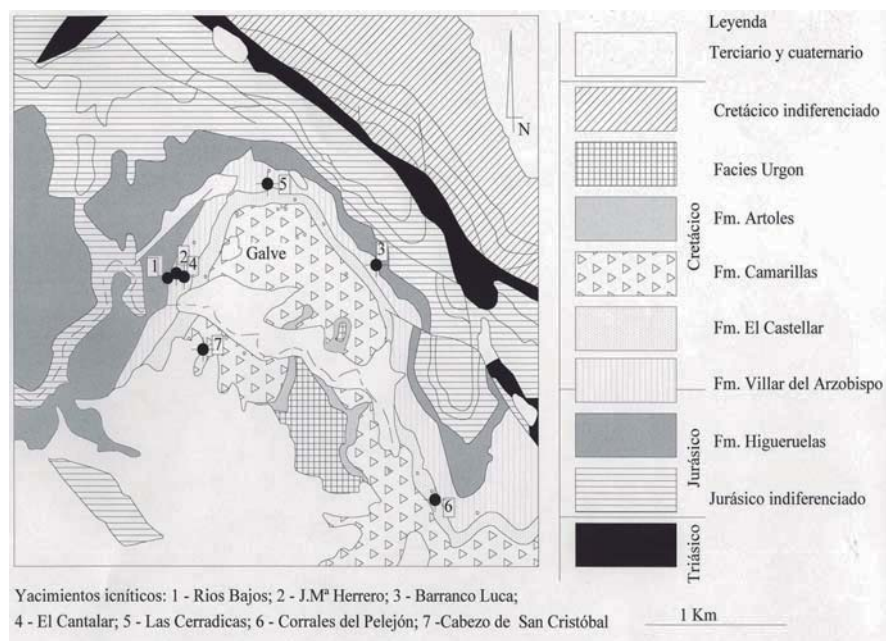 Leyenda
Terciario y cuaternario
Cretácico indiferenciado
Facies Urgon
Fm. Artoles
Fm. Camarillas
Fm. El Castellar
Fm. Villar del Arzobispo
Fm. Higueruelas
Jurásico indiferenciado
Cretácico
Jurásico
Triásico
N
5
Galve
3
2
1
4
7
6
Yacimientos icníticos: 1 - Rios Bajos; 2 - J.Mª Herrero; 3 - Barranco Luca;
4 - El Cantalar; 5 - Las Cerradicas; 6 - Corrales del Pelejón; 7 -Cabezo de San Cristóbal
1 Km